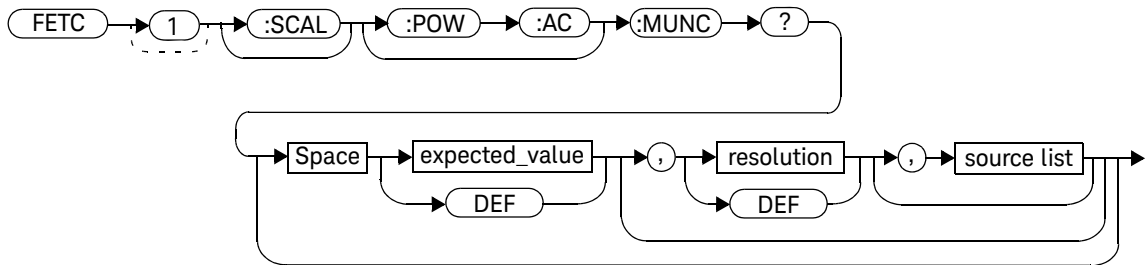 FETC 1 :SCAL :POW :AC :MUNC ?
Space expected_value , resolution , source list
DEF DEF